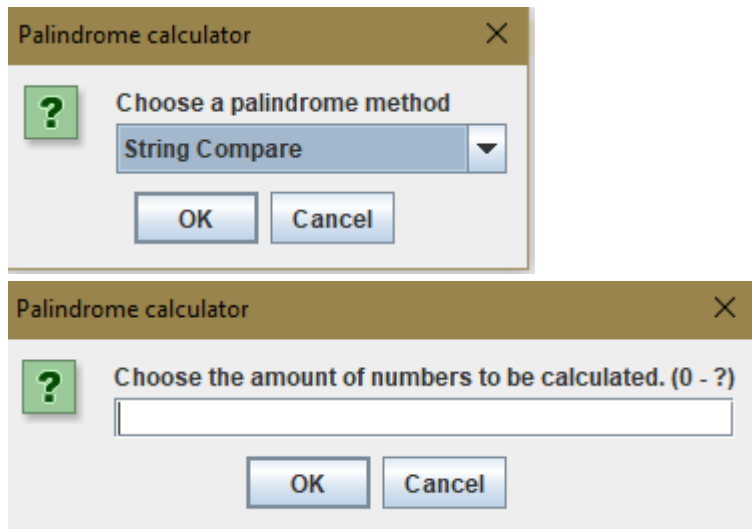 Palindrome calculator
?
Choose a palindrome method
String Compare
OK Cancel
Palindrome calculator
?
Choose the amount of numbers to be calculated. (0 - ?)
OK Cancel